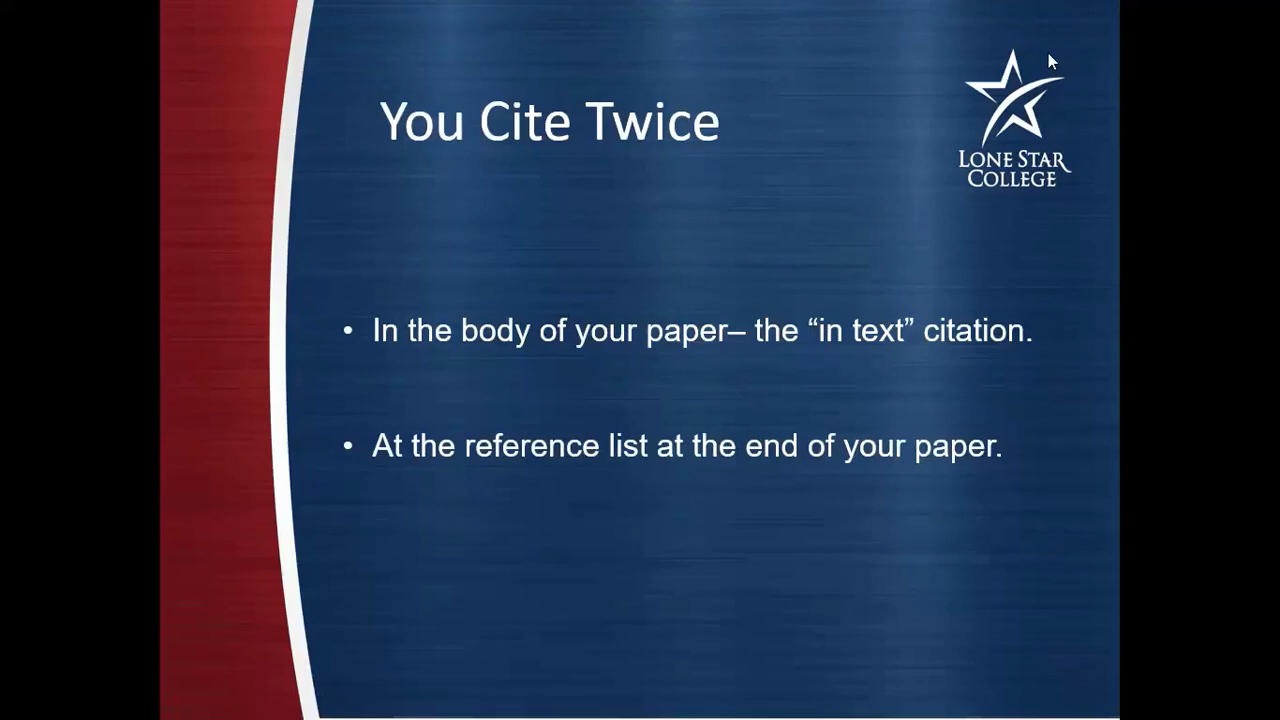 You Cite Twice
LONE STAR
COLLEGE
• In the body of your paper– the “in text” citation.
• At the reference list at the end of your paper.